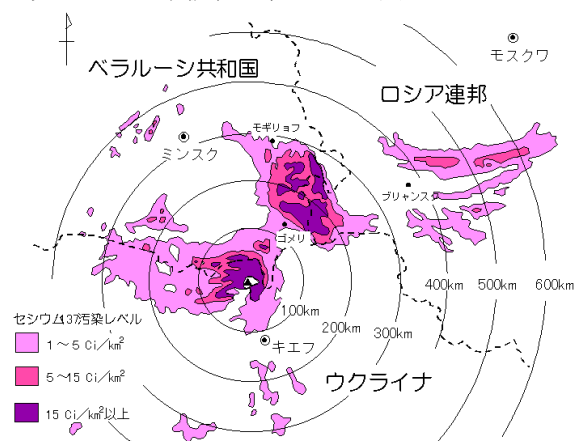 モスクワ
ベラルーシ共和国
ロシア連邦
モギリョフ
ミンスク
ブリャンスク
ゴメリ
100km
200km
300km
400km
500km
600km
キエフ
ウクライナ
セシウム137汚染レベル
1〜5 Ci/km²
5〜15 Ci/km²
15 Ci/km²以上